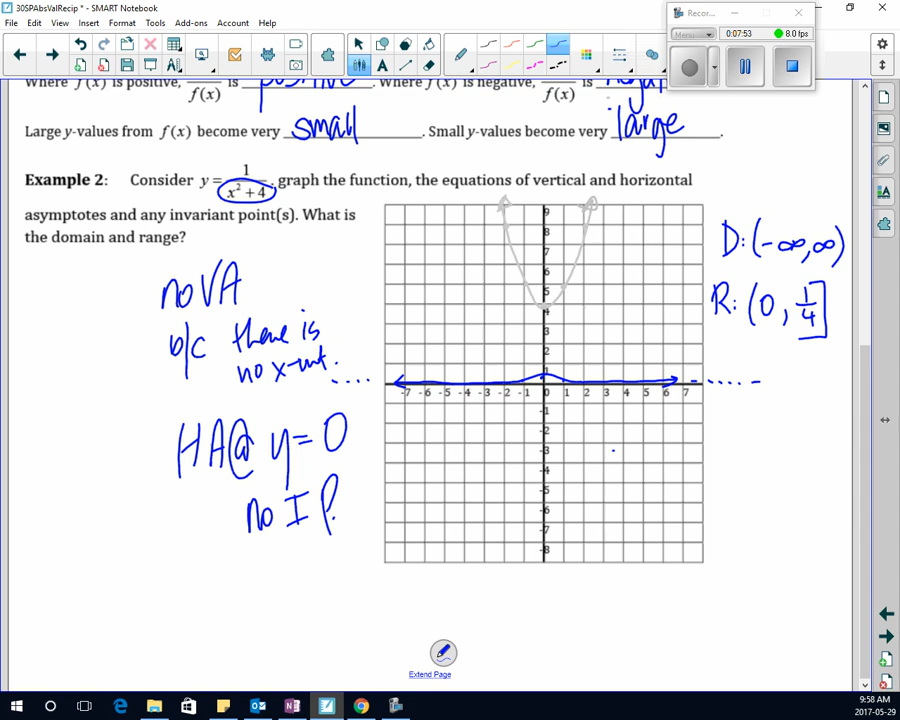 30SPAbsValRecip * - SMART Notebook
Recor...
File Edit View Insert Format Tools Add-ons Account Help
Menu 0:07:53 8.0 fps
Where f(x) is positive, f(x) is positive . Where f(x) is negative, f(x) is
Large y-values from f(x) become very small . Small y-values become very large .
Example 2: Consider y = 1/(x² + 4), graph the function, the equations of vertical and horizontal
asymptotes and any invariant point(s). What is
the domain and range?
no VA
b/c there is
no x-int.
HA@ y=0
no I P.
D: (-∞,∞)
R: (0, 1/4]
9
8
7
6
5
4
3
2
1
-7 -6 -5 -4 -3 -2 -1 0 1 2 3 4 5 6 7
-1
-2
-3
-4
-5
-6
-7
-8
Extend Page
9:58 AM
2017-05-29